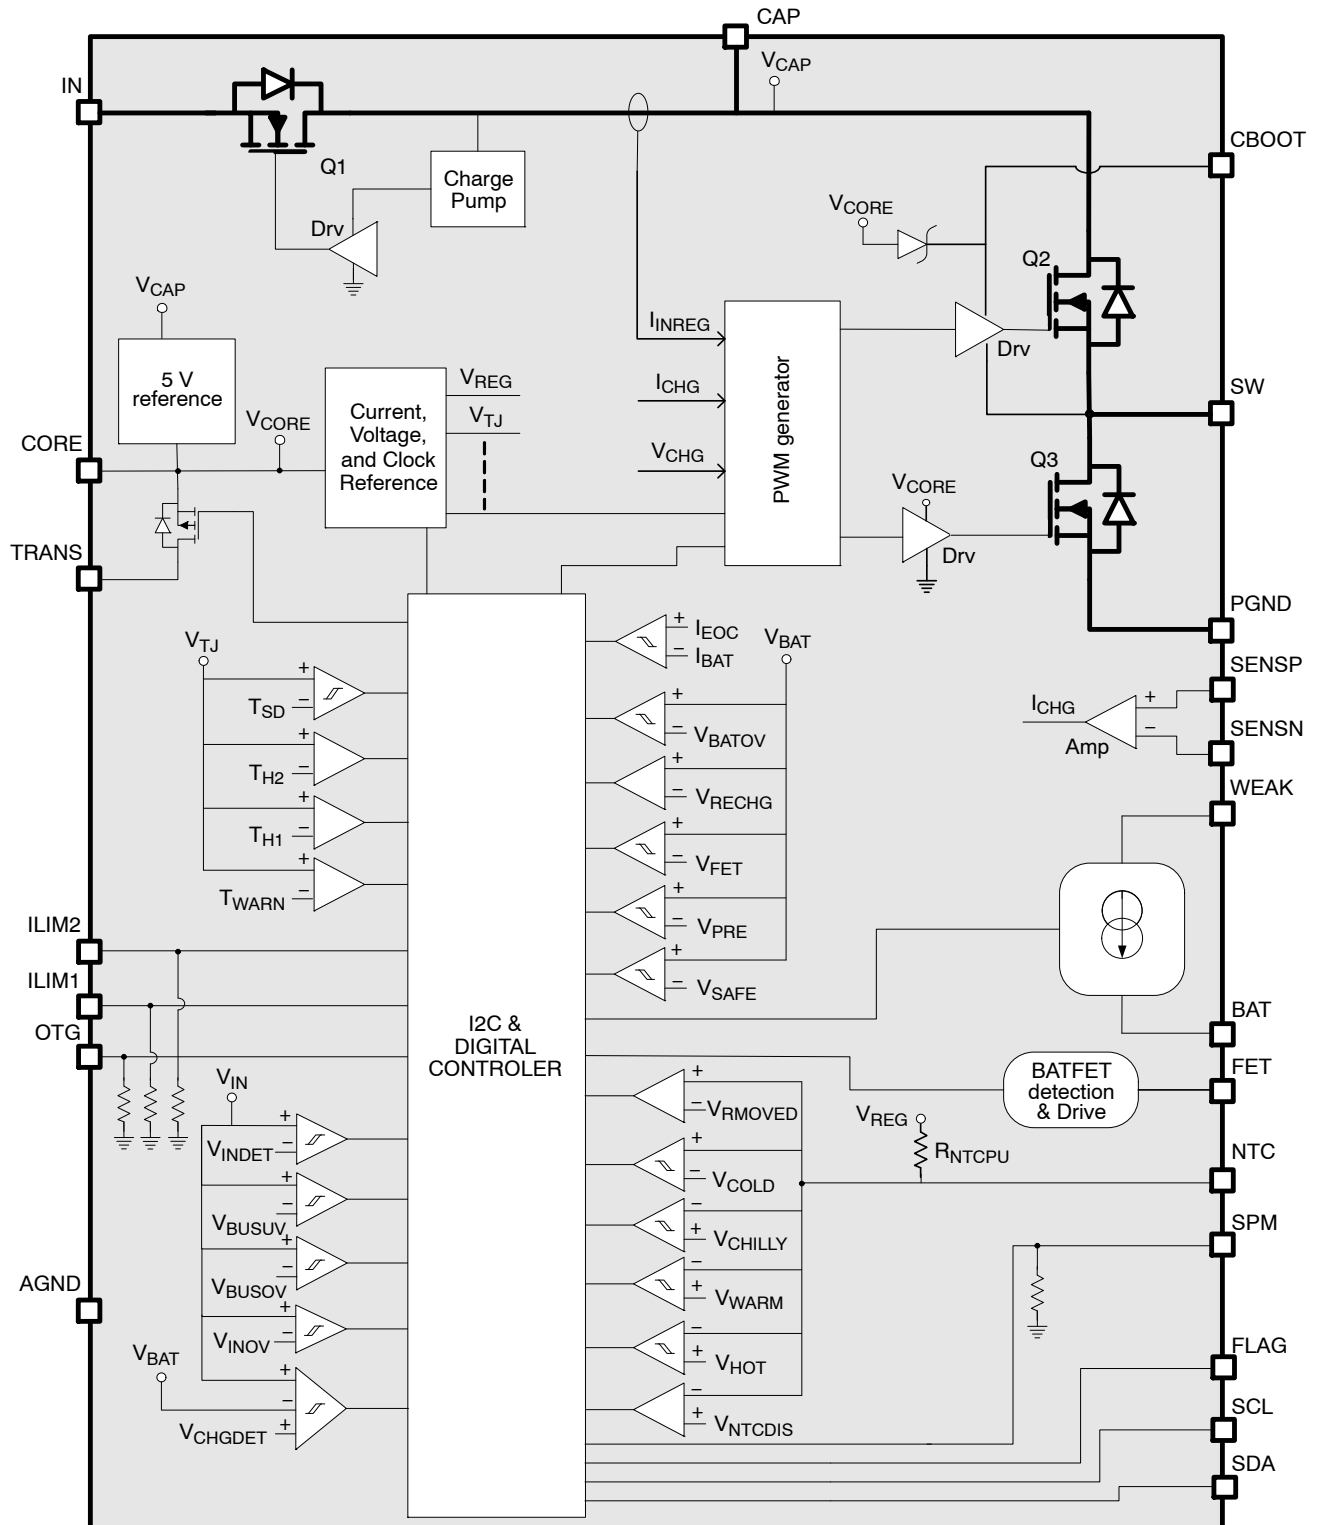 CAP
IN
VCAP
Q1
Charge
Pump
Drv
CBOOT
VCORE
VCAP
Q2
IINREG
Drv
5 V
reference
VREG
ICHG
SW
Current,
Voltage,
and Clock
Reference
VTJ
VCORE
PWM generator
CORE
VCHG
Q3
VCORE
TRANS
Drv
PGND
+
IEOC
−
IBAT
VBAT
VTJ
SENSP
+
−
TSD
+
−
VBATOV
ICHG
+
−
Amp
SENSN
+
−
TH2
+
−
VRECHG
WEAK
+
−
TH1
+
−
VFET
+
−
TWARN
+
−
VPRE
ILIM2
+
−
VSAFE
ILIM1
I2C &
DIGITAL
CONTROLER
BAT
OTG
FET
BATFET
detection
& Drive
VIN
+
−
VRMOVED
VREG
RNTCPU
+
−
VINDET
+
−
VCOLD
NTC
+
−
VBUSUV
−
+
VCHILLY
SPM
+
−
VBUSOV
−
+
VWARM
AGND
+
−
VINOV
−
+
VHOT
FLAG
VBAT
+
−
+
VCHGDET
−
+
VNTCDIS
SCL
SDA